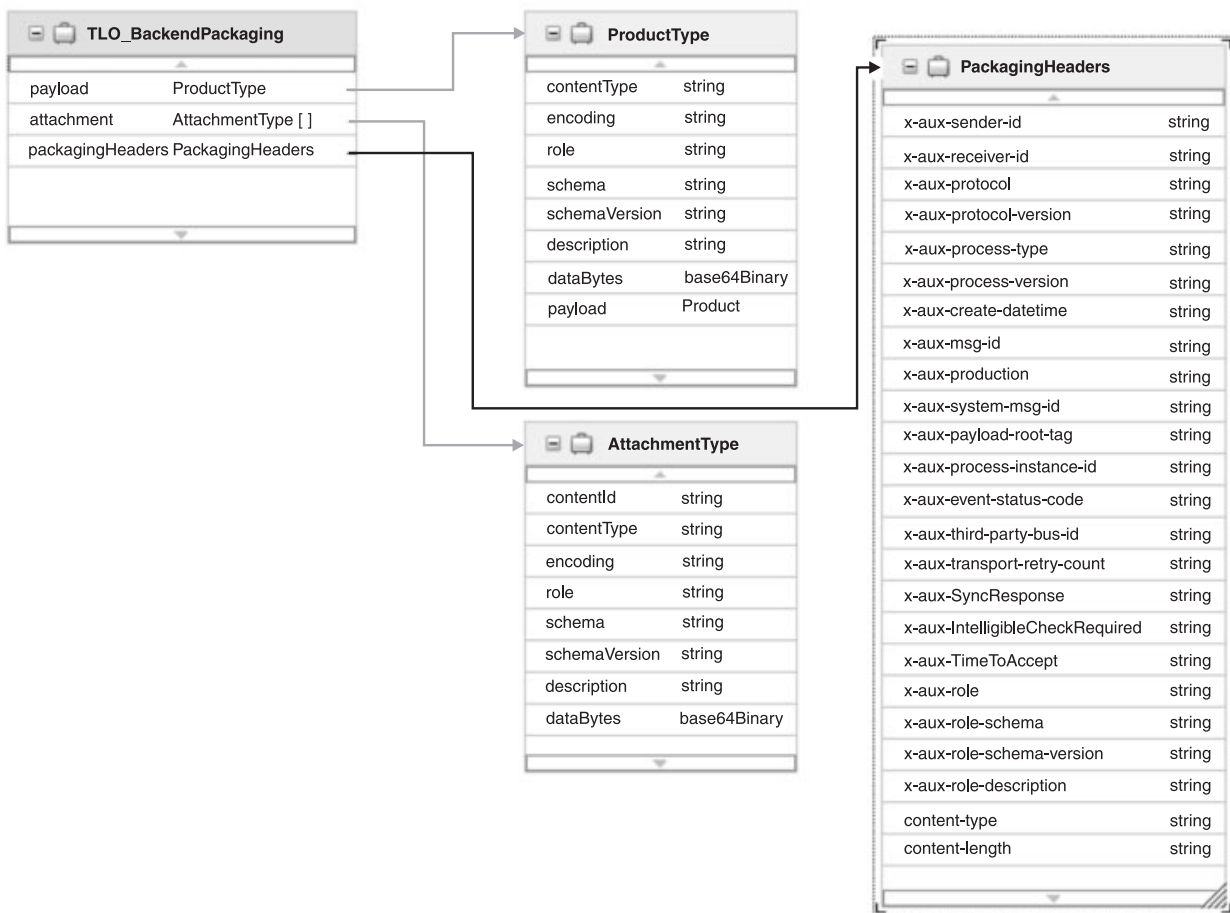 TLO_BackendPackaging
payload ProductType
attachment AttachmentType [ ]
packagingHeaders PackagingHeaders
ProductType
contentType string
encoding string
role string
schema string
schemaVersion string
description string
dataBytes base64Binary
payload Product
AttachmentType
contentId string
contentType string
encoding string
role string
schema string
schemaVersion string
description string
dataBytes base64Binary
PackagingHeaders
x-aux-sender-id string
x-aux-receiver-id string
x-aux-protocol string
x-aux-protocol-version string
x-aux-process-type string
x-aux-process-version string
x-aux-create-datetime string
x-aux-msg-id string
x-aux-production string
x-aux-system-msg-id string
x-aux-payload-root-tag string
x-aux-process-instance-id string
x-aux-event-status-code string
x-aux-third-party-bus-id string
x-aux-transport-retry-count string
x-aux-SyncResponse string
x-aux-IntelligibleCheckRequired string
x-aux-TimeToAccept string
x-aux-role string
x-aux-role-schema string
x-aux-role-schema-version string
x-aux-role-description string
content-type string
content-length string